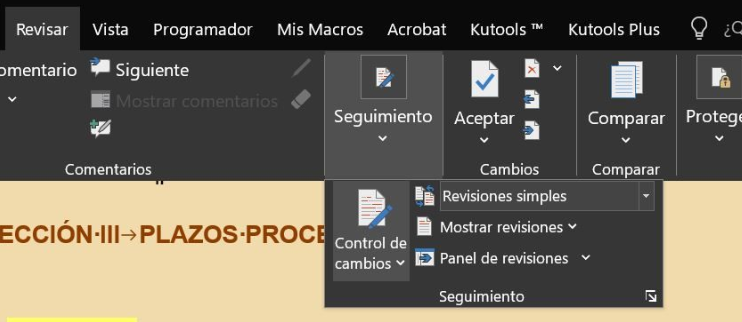 Revisar Vista Programador Mis Macros Acrobat Kutools ™ Kutools Plus
omentario Siguiente
Mostrar comentarios
Comentarios
Seguimiento
Aceptar
Cambios
Comparar
Comparar
Protege
ECCIÓN·III→PLAZOS·PROCE
Control de
cambios
Revisiones simples
Mostrar revisiones
Panel de revisiones
Seguimiento